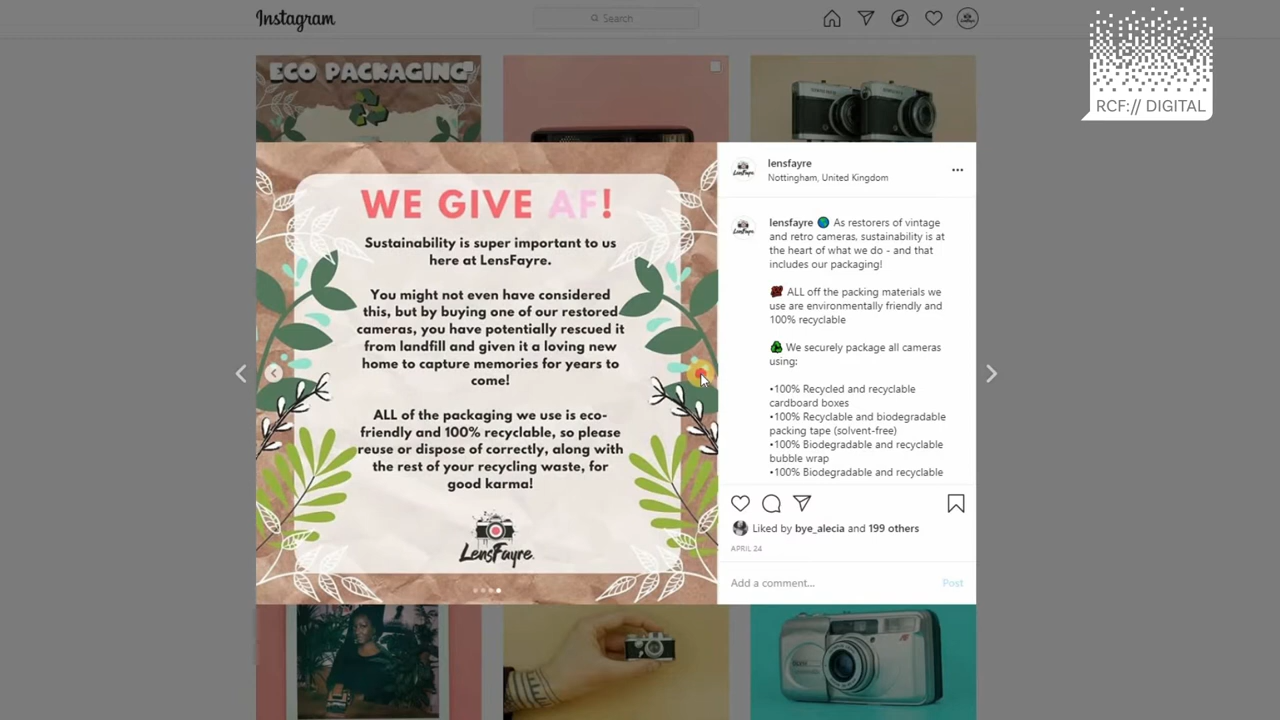 Instagram
Search
RCF:// DIGITAL
ECO PACKAGING
WE GIVE AF!
Sustainability is super important to us
here at LensFayre.
You might not even have considered
this, but by buying one of our restored
cameras, you have potentially rescued it
from landfill and given it a loving new
home to capture memories for years to
come!
ALL of the packaging we use is eco-
friendly and 100% recyclable, so please
reuse or dispose of correctly, along with
the rest of your recycling waste, for
good karma!
LensFayre
lensfayre
Nottingham, United Kingdom
lensfayre As restorers of vintage
and retro cameras, sustainability is at
the heart of what we do - and that
includes our packaging!
ALL off the packing materials we
use are environmentally friendly and
100% recyclable
We securely package all cameras
using:
•100% Recycled and recyclable
cardboard boxes
•100% Recyclable and biodegradable
packing tape (solvent-free)
•100% Biodegradable and recyclable
bubble wrap
•100% Biodegradable and recyclable
Liked by bye_alecia and 199 others
APRIL 24
Add a comment...
Post